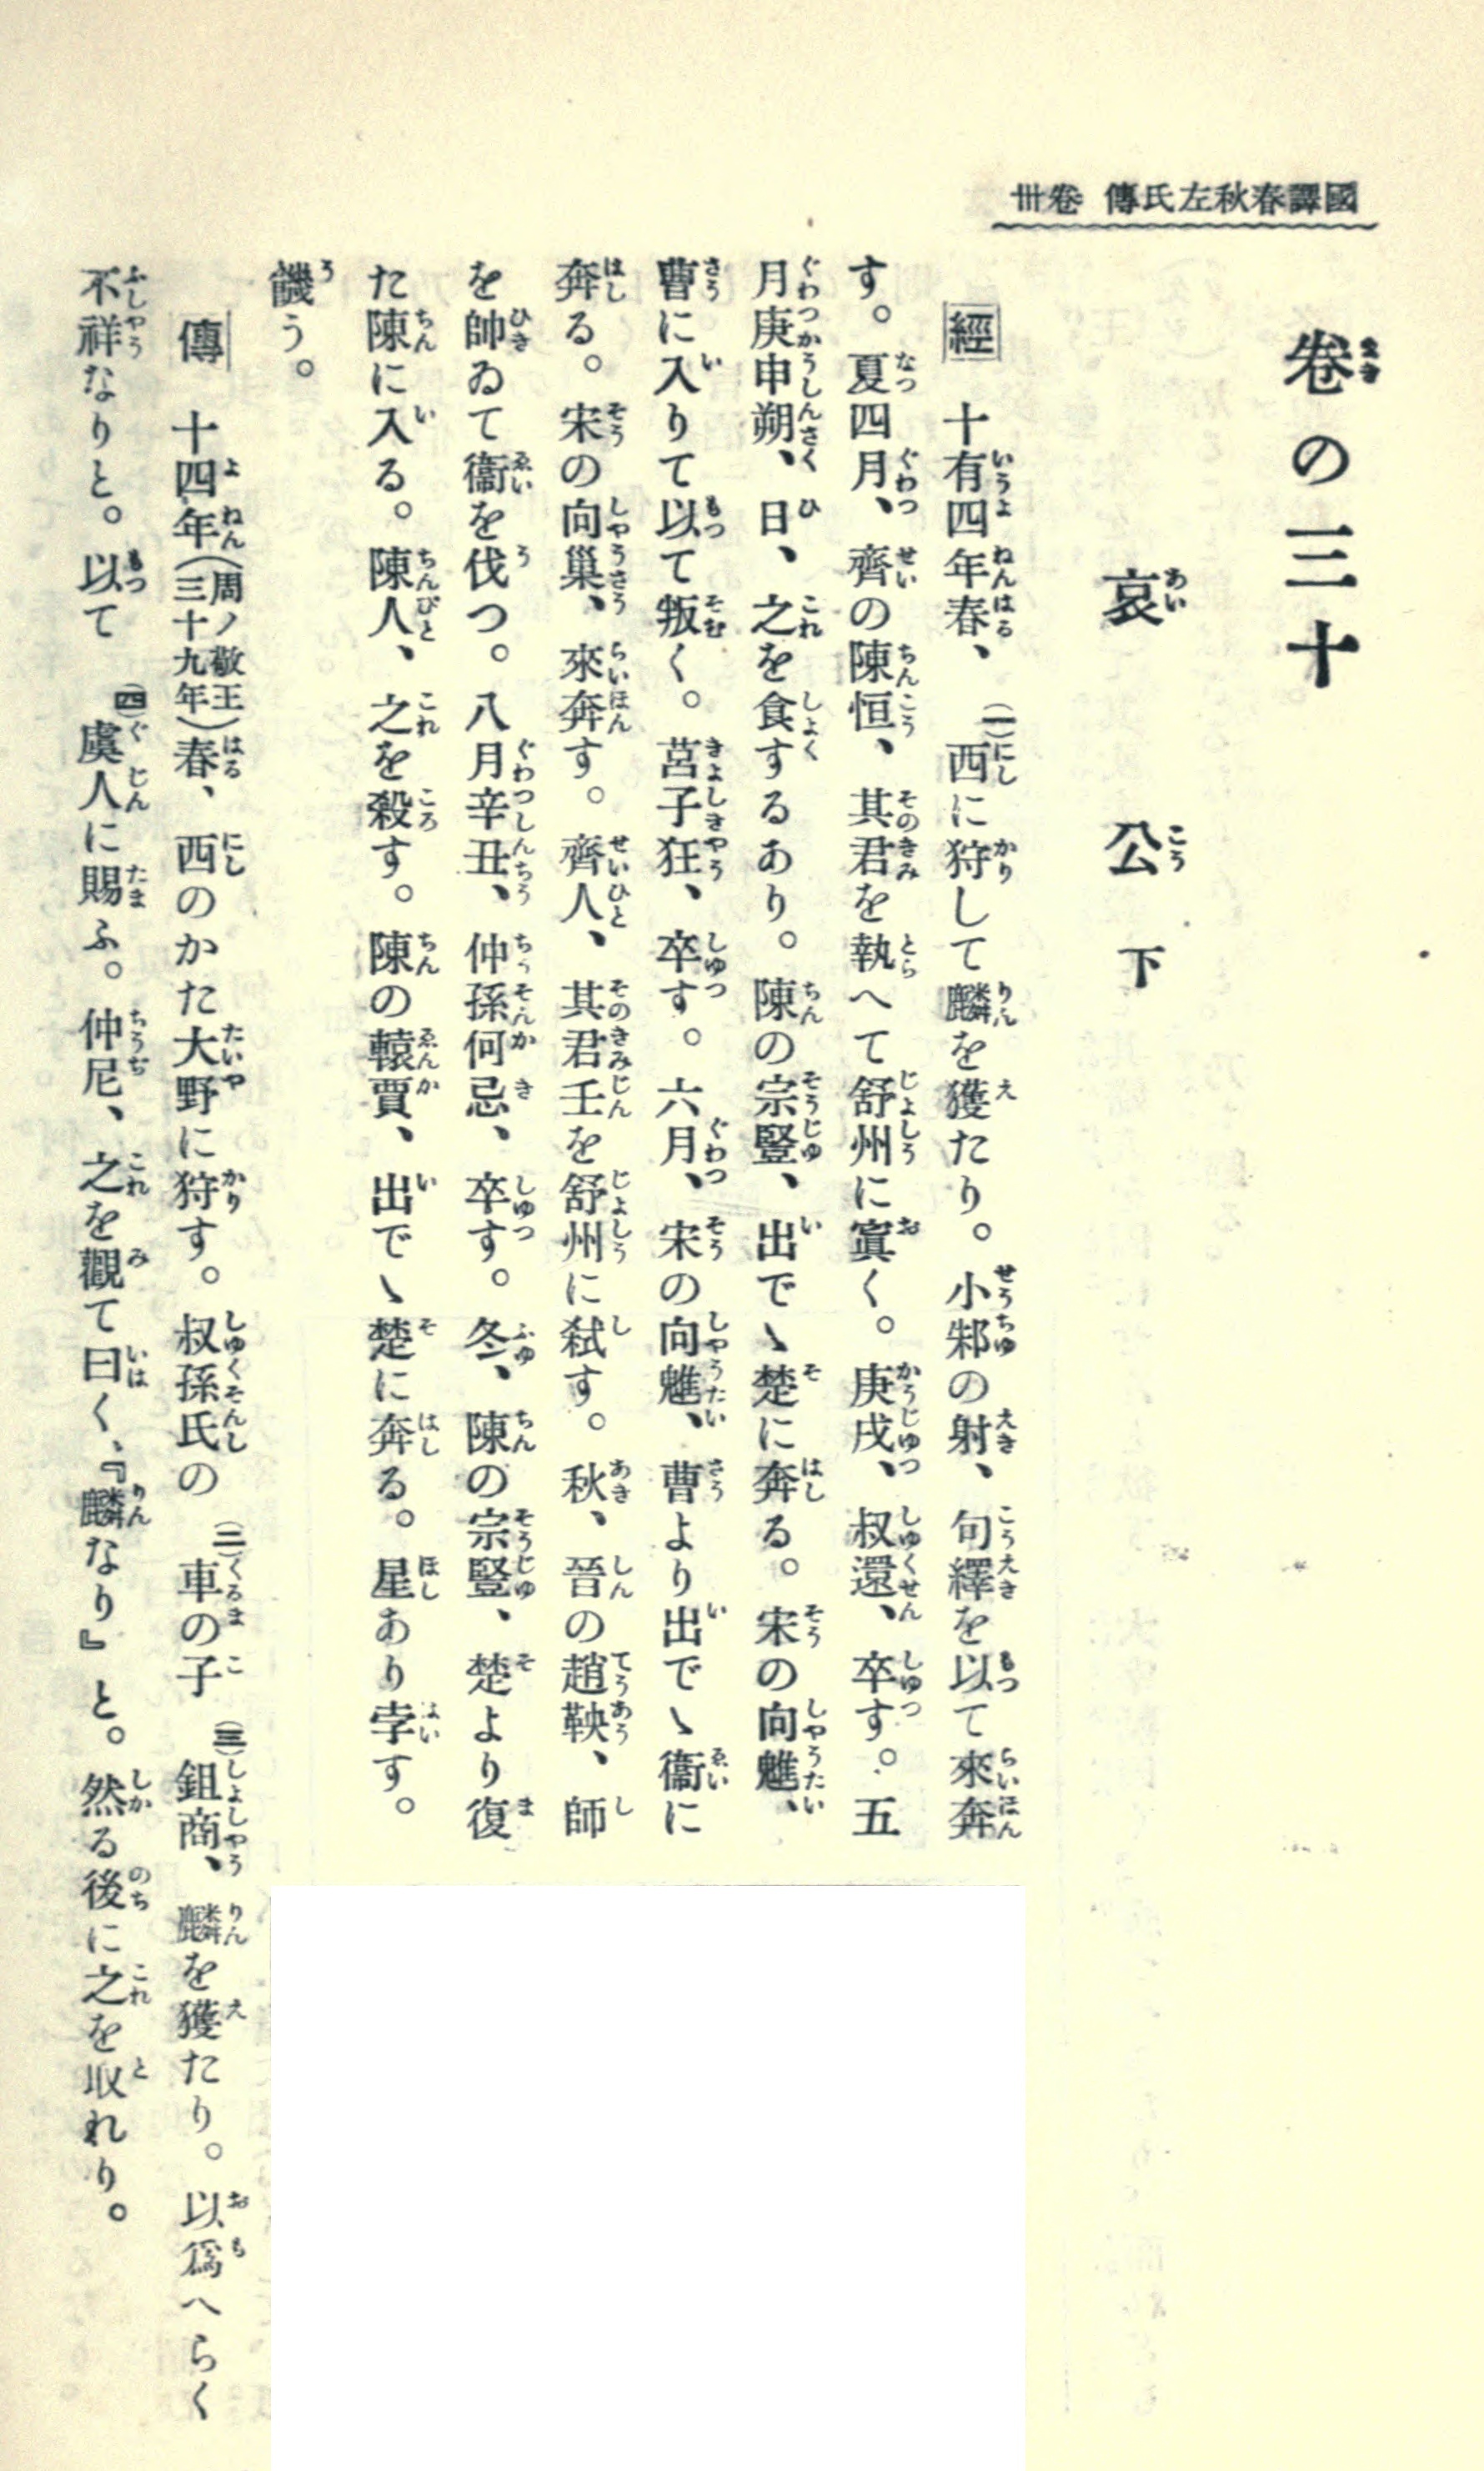 國譯春秋左氏傳 卷卅
卷の三十
哀公下
經 十有四年春、(一)西に狩して麟を獲たり。小邾の射、句繹を以て來奔
す。夏四月、齊の陳恒、其君を執へて舒州に寘く。庚戌、叔還、卒す。五
月庚申朔、日、之を食するあり。陳の宗豎、出でゝ楚に奔る。宋の向魋、
曹に入りて以て叛く。莒子狂、卒す。六月、宋の向魋、曹より出でゝ衞に
奔る。宋の向巢、來奔す。齊人、其君壬を舒州に弑す。秋、晉の趙鞅、師
を帥ゐて衞を伐つ。八月辛丑、仲孫何忌、卒す。冬、陳の宗豎、楚より復
た陳に入る。陳人、之を殺す。陳の轅賈、出でゝ楚に奔る。星あり孛す。
饑う。
傳 十四年(周ノ敬王三十九年)春、西のかた大野に狩す。叔孫氏の(二)車の子(三)鉏商、麟を獲たり。以爲へらく
不祥なりと。以て(四)虞人に賜ふ。仲尼、之を觀て曰く、『麟なり』と。然る後に之を取れり。